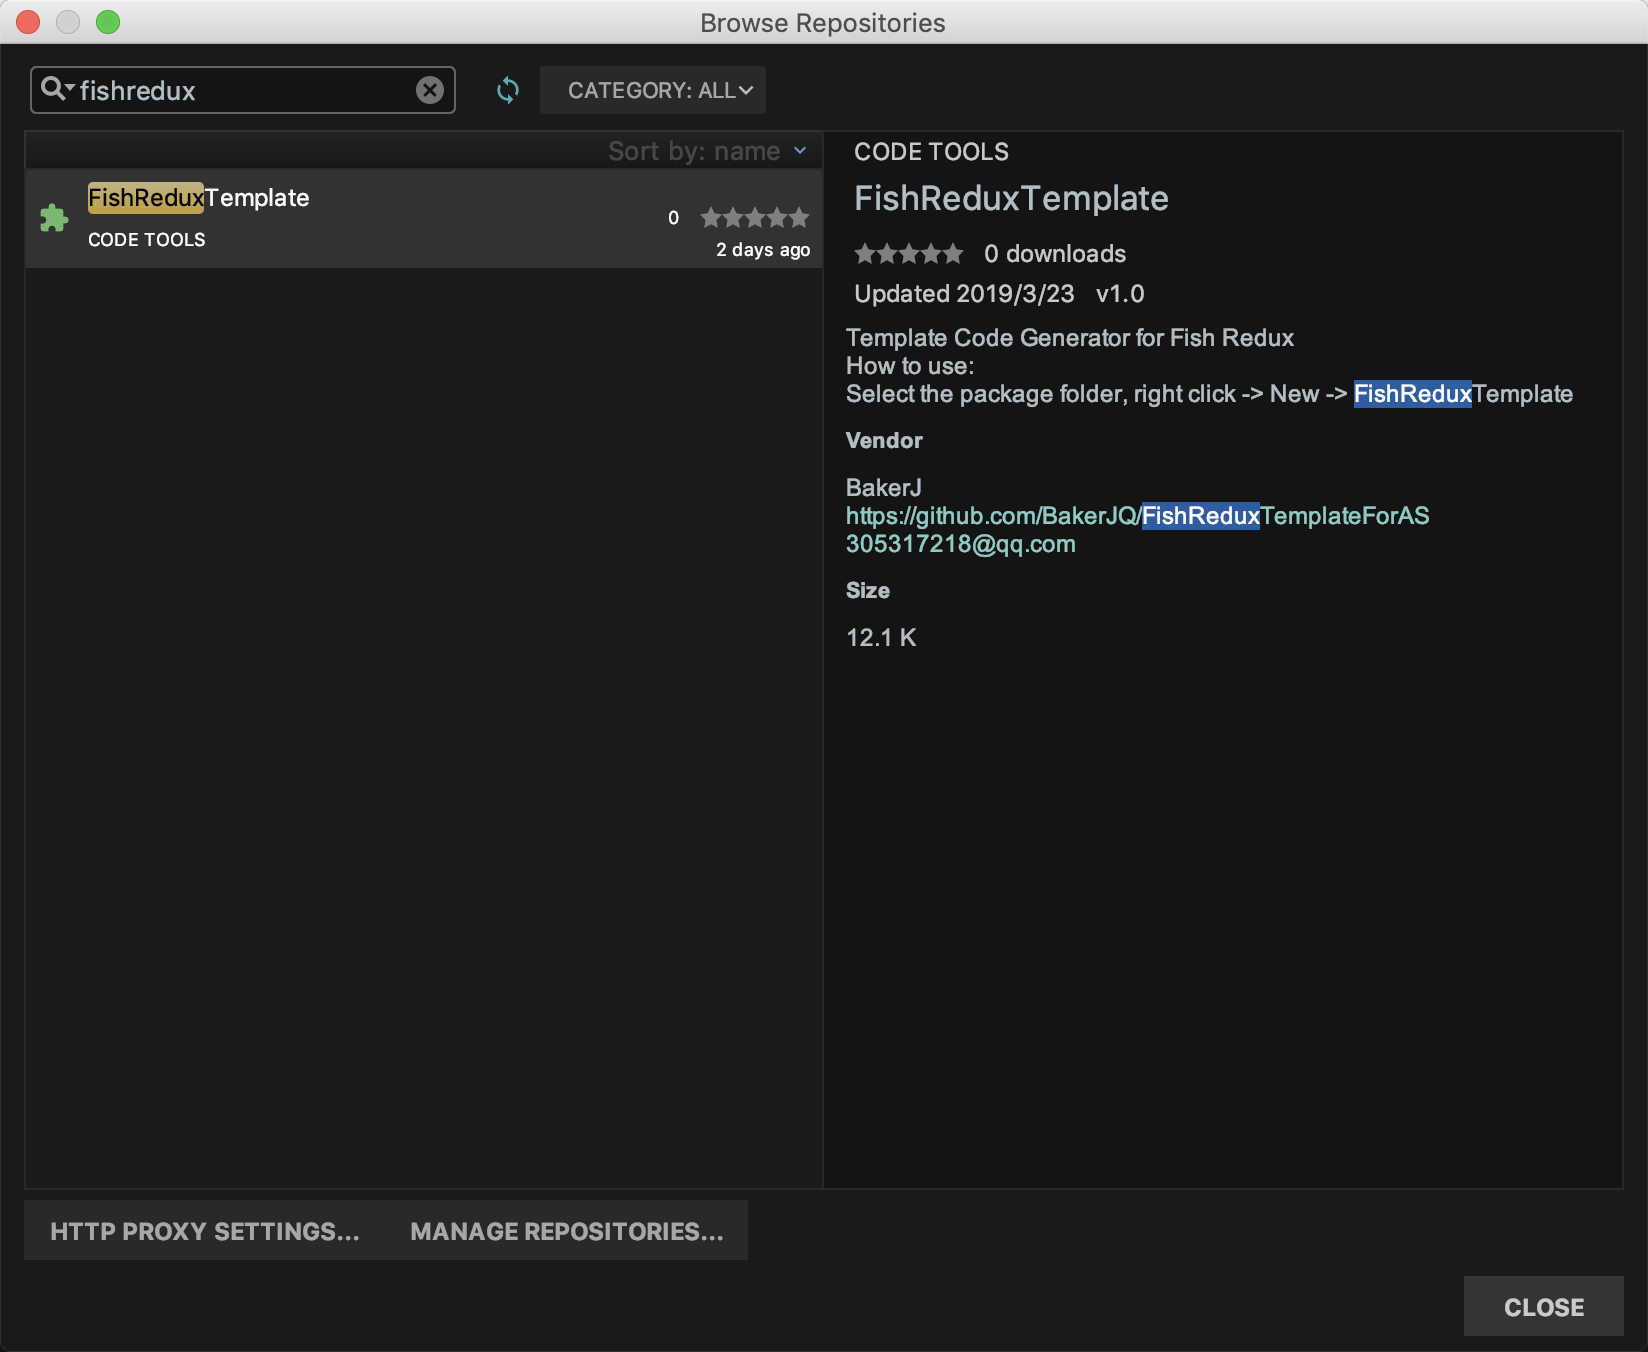 Browse Repositories
fishredux
CATEGORY: ALL
Sort by: name
FishReduxTemplate
CODE TOOLS
0
2 days ago
CODE TOOLS
FishReduxTemplate
0 downloads
Updated 2019/3/23 v1.0
Template Code Generator for Fish Redux
How to use:
Select the package folder, right click -> New -> FishReduxTemplate
Vendor
BakerJ
https://github.com/BakerJQ/FishReduxTemplateForAS
305317218@qq.com
Size
12.1 K
HTTP PROXY SETTINGS...
MANAGE REPOSITORIES...
CLOSE